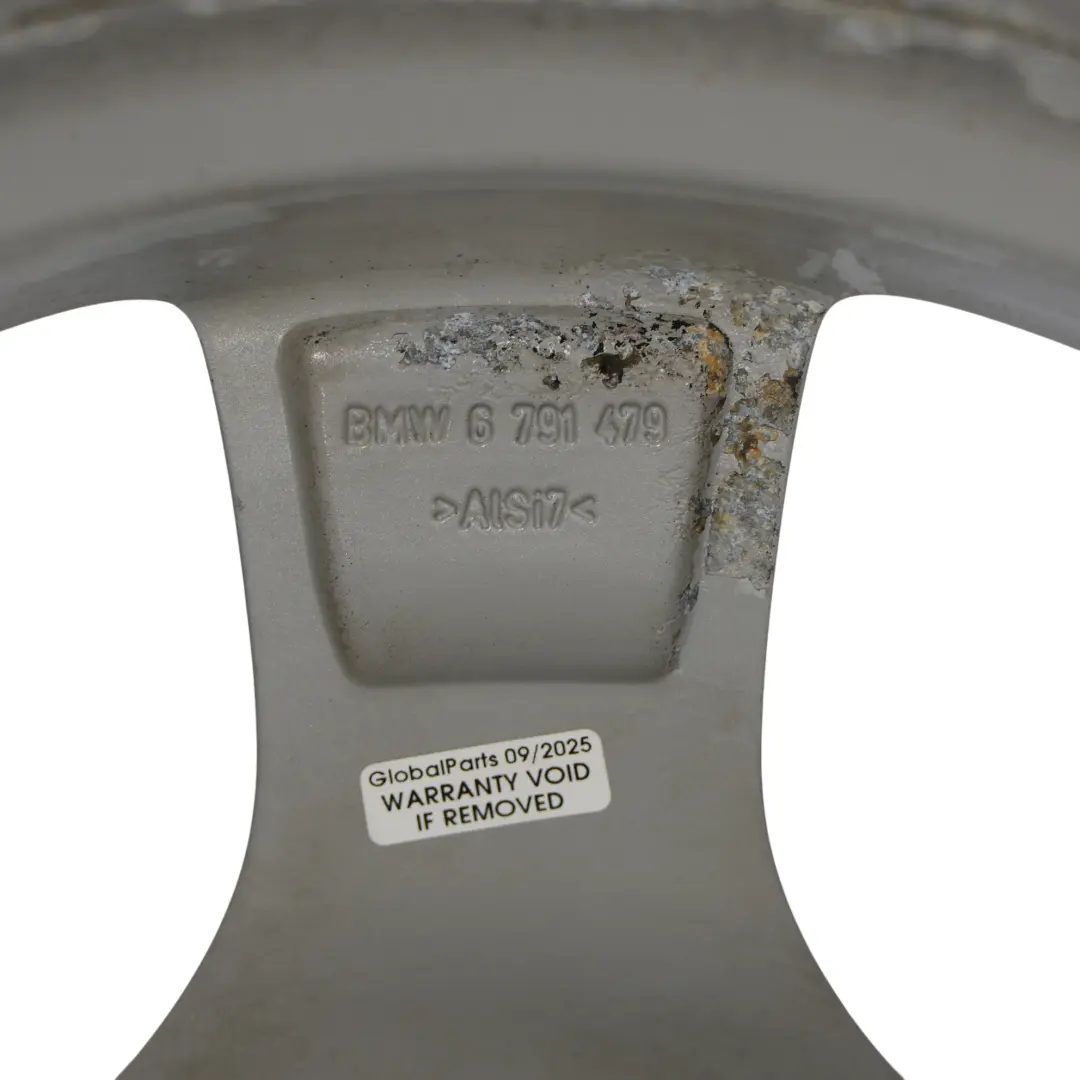 BMW 6 791 479
>AlSi7<
GlobalParts 09/2025
WARRANTY VOID
IF REMOVED